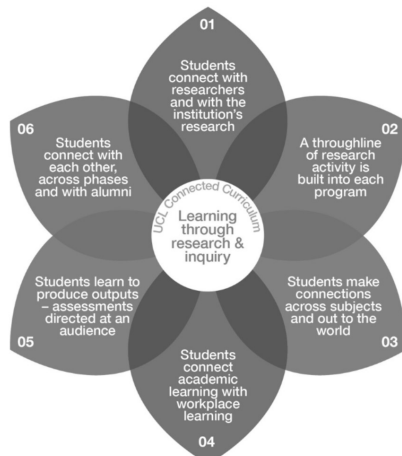 01
Students
connect with
researchers
and with the
institution's
research
02
A throughline
of research
activity is
built into each
program
Students make
connections
across subjects
and out to the
world
03
Students
connect
academic
learning with
workplace
learning
04
Students learn to
produce outputs
– assessments
directed at an
audience
05
06
Students
connect with
each other,
across phases
and with alumni
UCL Connected Curriculum
Learning
through
research &
inquiry